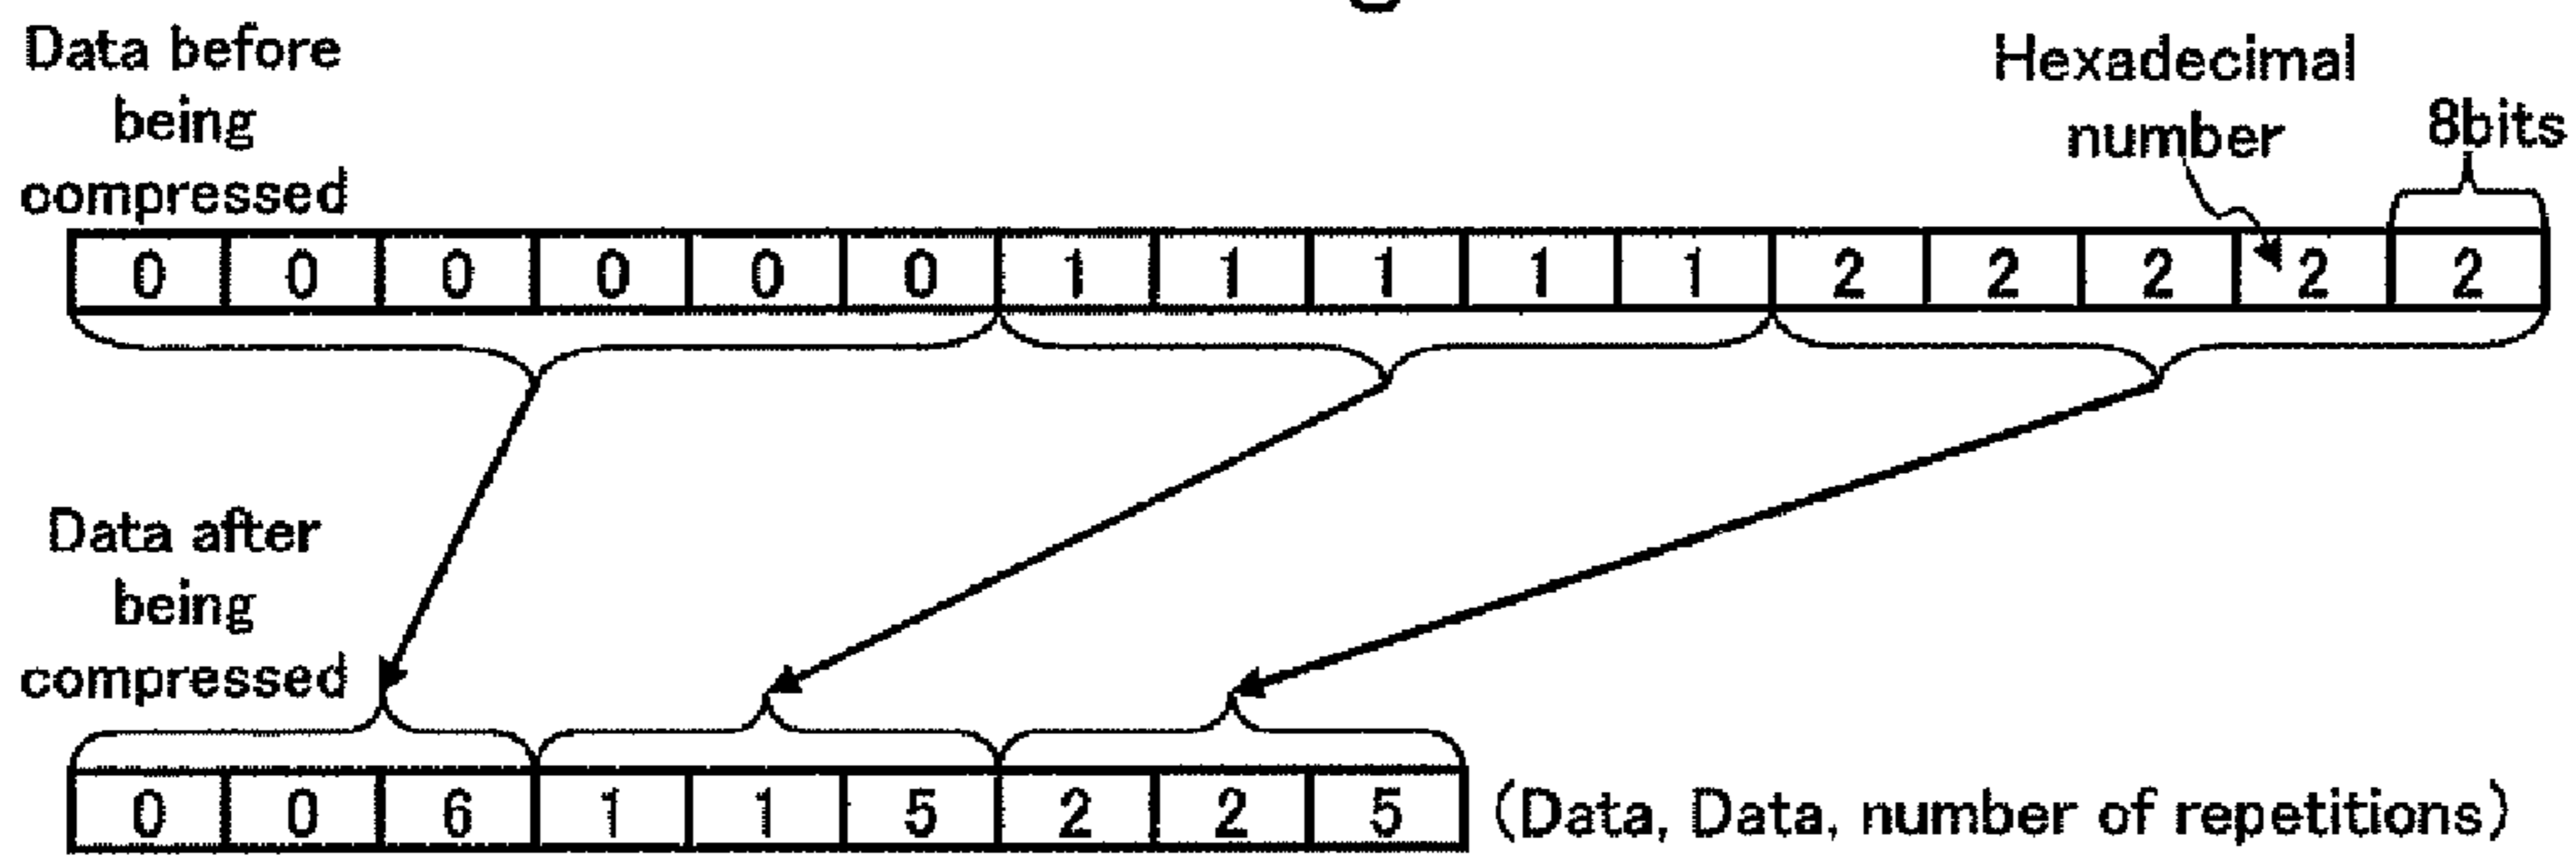 Data before
being
compressed
Hexadecimal
number
8bits
0 0 0 0 0 0 1 1 1 1 1 2 2 2 2 2
Data after
being
compressed
0 0 6 1 1 5 2 2 5 (Data, Data, number of repetitions)